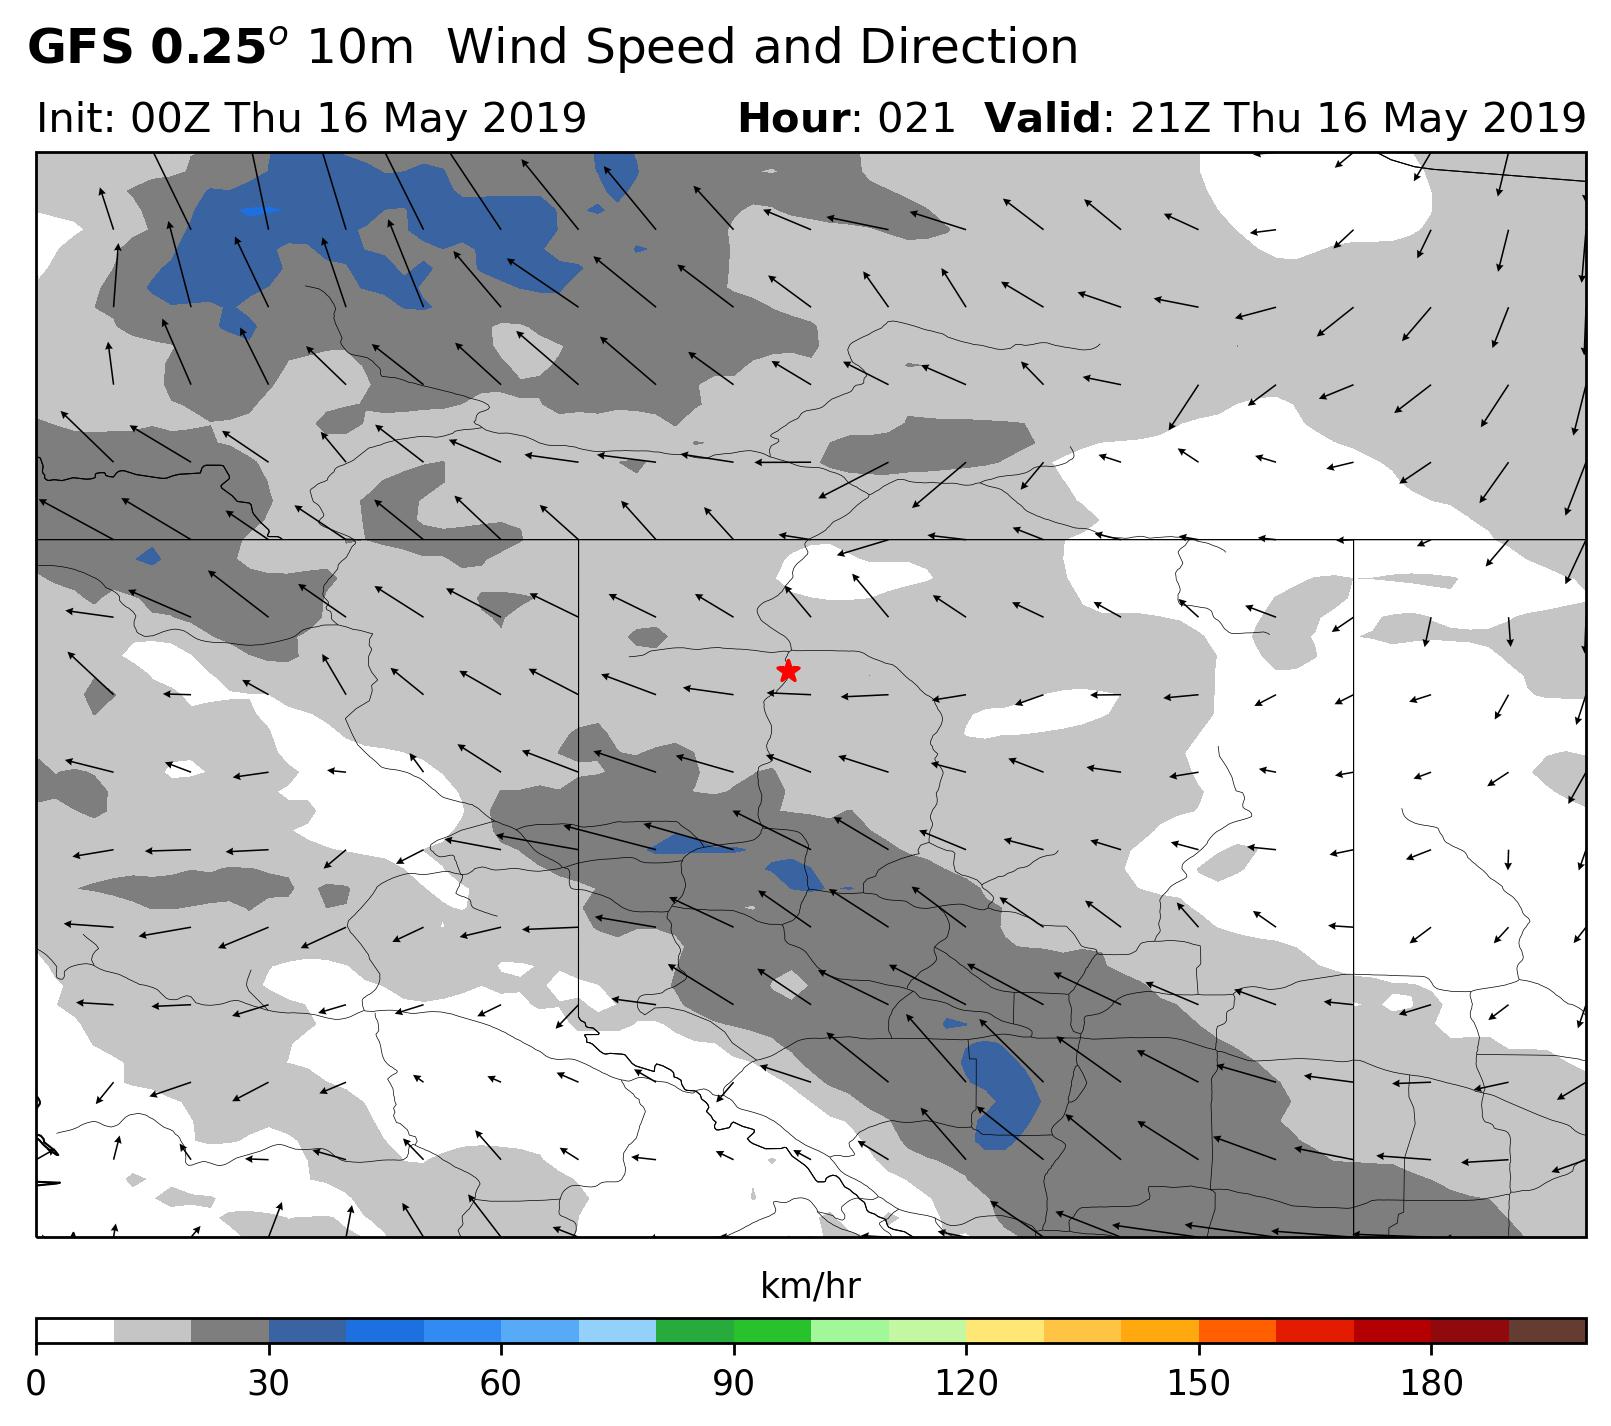 GFS 0.25° 10m  Wind Speed and Direction
Init: 00Z Thu 16 May 2019 Hour: 021 Valid: 21Z Thu 16 May 2019
km/hr
0 30 60 90 120 150 180